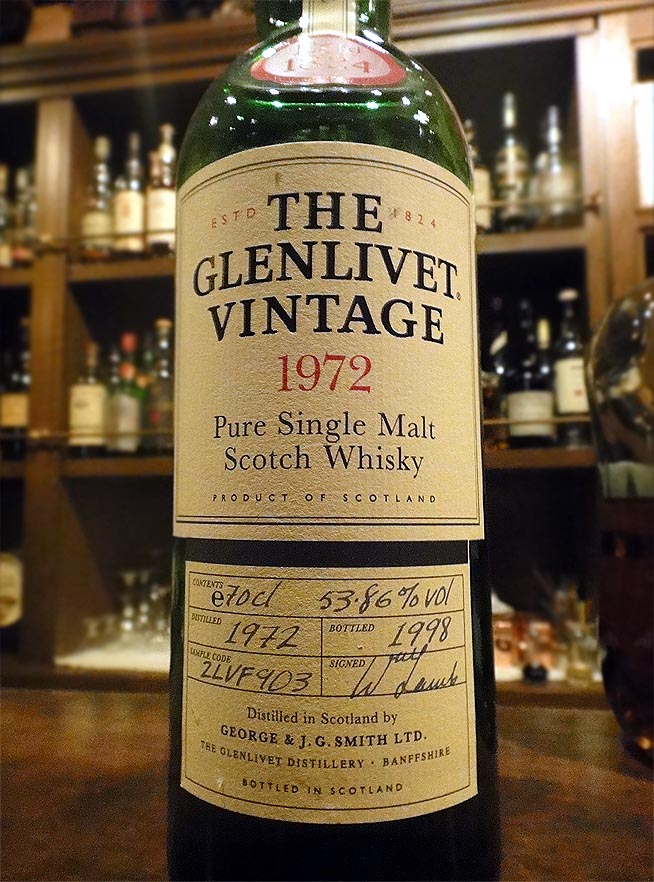 1824
ESTD THE 1824
GLENLIVET®
VINTAGE
1972
Pure Single Malt
Scotch Whisky
PRODUCT OF SCOTLAND
CONTENTS e70cl 53.86%vol
DISTILLED 1972 BOTTLED 1998
SAMPLE CODE 2LVF903 SIGNED
Distilled in Scotland by
GEORGE & J.G. SMITH LTD.
THE GLENLIVET DISTILLERY · BANFFSHIRE
BOTTLED IN SCOTLAND